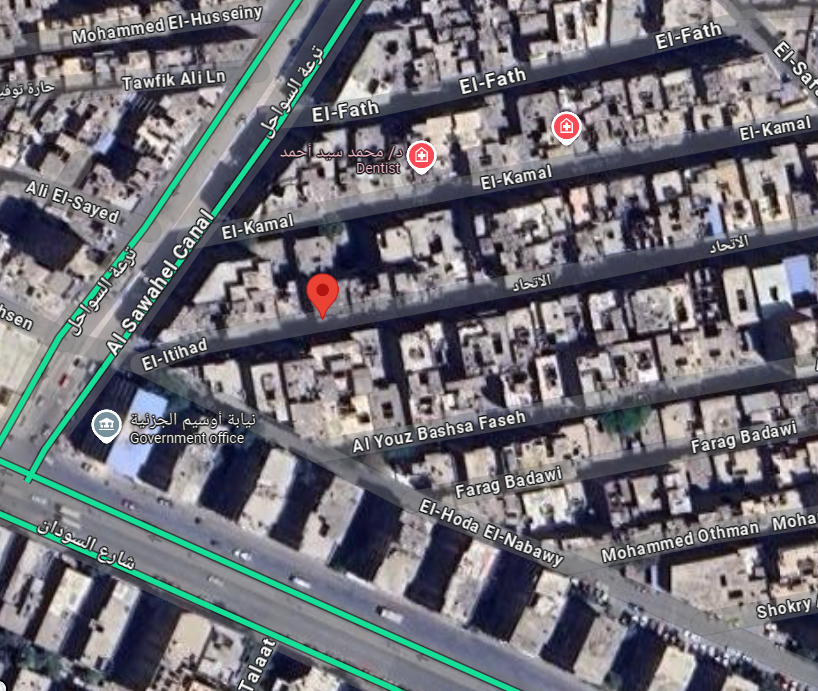 Mohammed El-Husseiny
ترعة السواحل
El-Fath
El-Fath
El-Fath
El-Saf
حارة توفي
Tawfik Ali Ln
El-Kamal
El-Kamal
El-Kamal
د/ محمد سيد أحمد
Dentist
Ali El-Sayed
Al Sawahel Canal
ترعة السواحل
الاتحاد
الاتحاد
hsen
El-Itihad
نيابة أوسيم الجزئية
Government office
Al Youz Bashsa Faseh
Farag Badawi
Farag Badawi
El-Hoda El-Nabawy
Mohammed Othman
Moha
شارع السودان
Shokry
Talaat